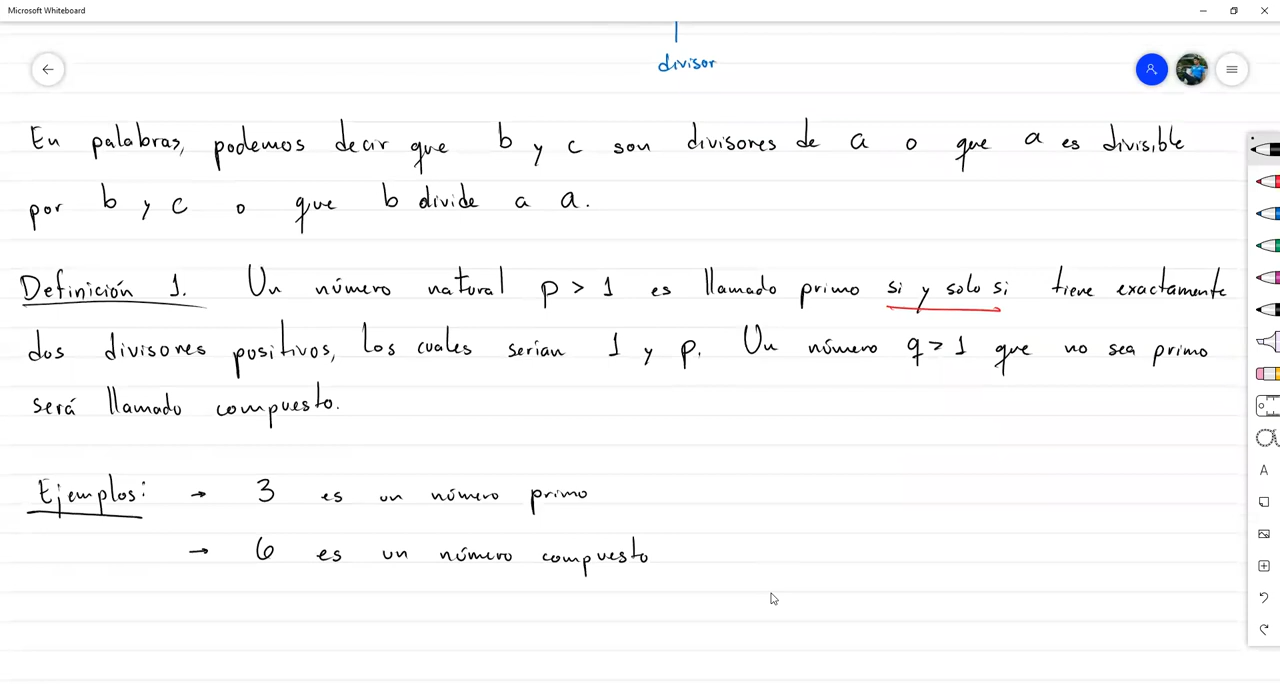 Microsoft Whiteboard
divisor
En palabras, podemos decir que b y c son divisores de a o que a es divisible
por b y c o que b divide a a.
Definición 1. Un número natural p > 1 es llamado primo si y solo si tiene exactamente
dos divisores positivos, los cuales serían 1 y p. Un número q > 1 que no sea primo
será llamado compuesto.
Ejemplos: → 3 es un número primo
→ 6 es un número compuesto